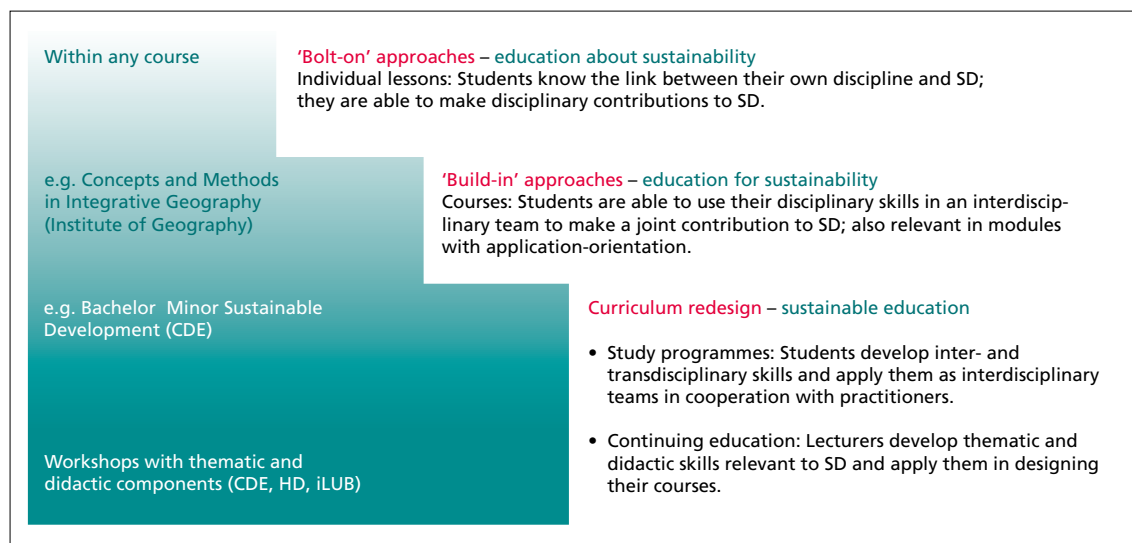 Within any course
'Bolt-on' approaches – education about sustainability
Individual lessons: Students know the link between their own discipline and SD;
they are able to make disciplinary contributions to SD.
e.g. Concepts and Methods
in Integrative Geography
(Institute of Geography)
'Build-in' approaches – education for sustainability
Courses: Students are able to use their disciplinary skills in an interdiscip-
linary team to make a joint contribution to SD; also relevant in modules
with application-orientation.
e.g. Bachelor Minor Sustainable
Development (CDE)
Curriculum redesign – sustainable education
• Study programmes: Students develop inter- and
transdisciplinary skills and apply them as interdisciplinary
teams in cooperation with practitioners.
Workshops with thematic and
didactic components (CDE, HD, iLUB)
• Continuing education: Lecturers develop thematic and
didactic skills relevant to SD and apply them in designing
their courses.